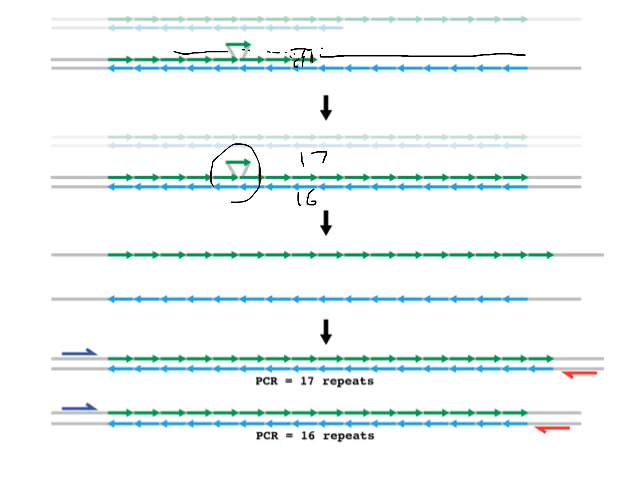 17
16
PCR = 17 repeats
PCR = 16 repeats